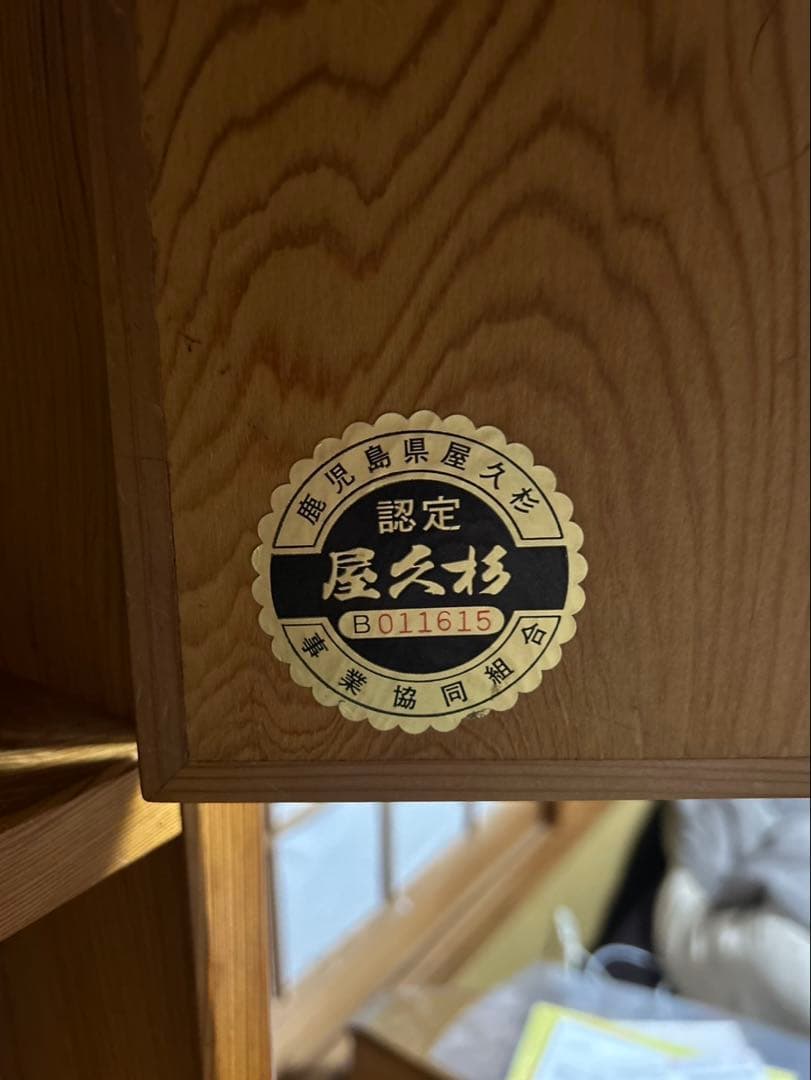 鹿児島県屋久杉
認定
屋久杉
B011615
事業協同組合